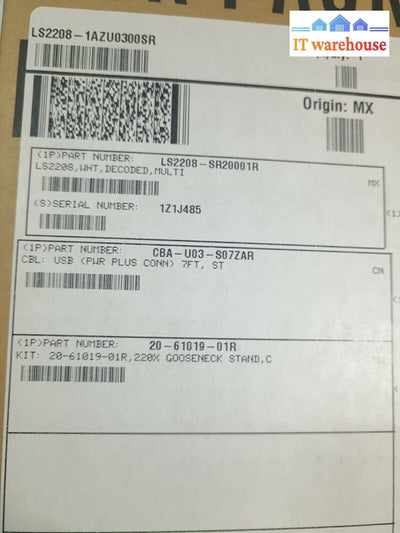 IT warehouse
LS2208-1AZU0300SR
Origin: MX
(1P)PART NUMBER: LS2208-SR20001R
LS2208,WHT,DECODED,MULTI
MX
(S)SERIAL NUMBER: 1Z1J485
(1P)PART NUMBER: CBA-U03-S07ZAR
CBL: USB (PWR PLUS CONN) 7FT, ST
CN
(1P)PART NUMBER: 20-61019-01R
KIT: 20-61019-01R,220X GOOSENECK STAND,C